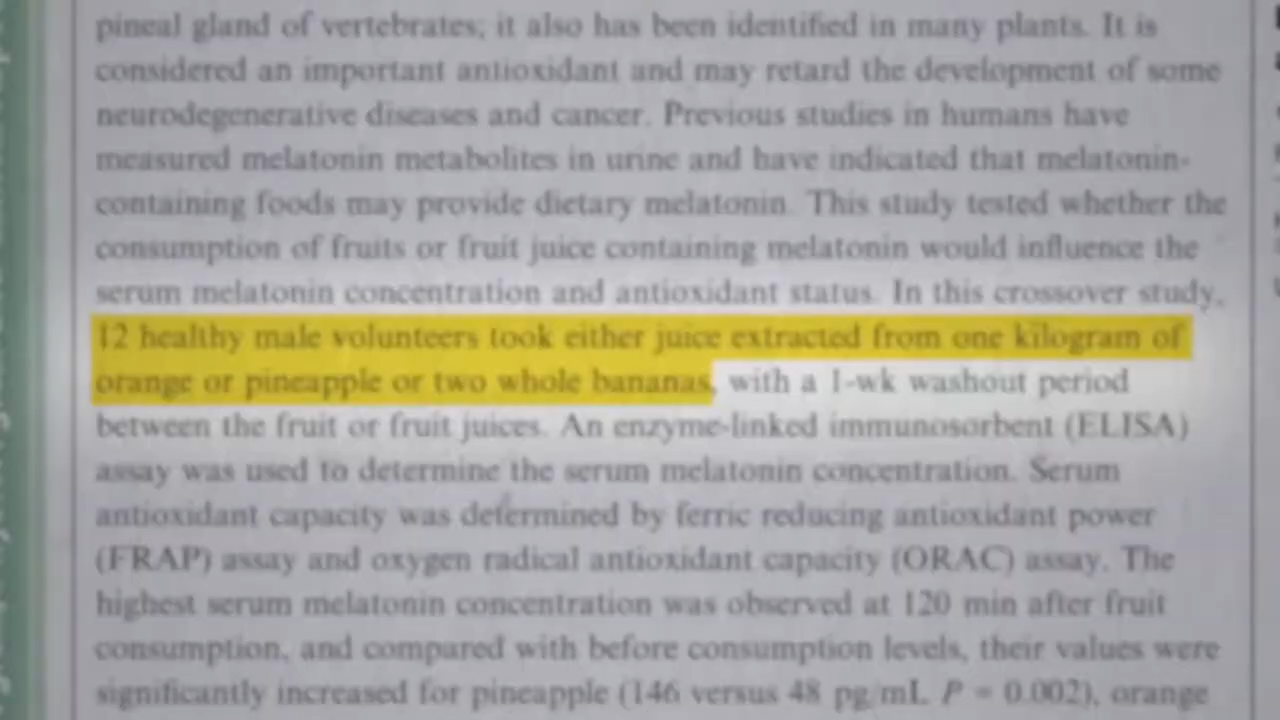 pineal gland of vertebrates; it also has been identified in many plants. It is
considered an important antioxidant and may retard the development of some
neurodegenerative diseases and cancer. Previous studies in humans have
measured melatonin metabolites in urine and have indicated that melatonin-
containing foods may provide dietary melatonin. This study tested whether the
consumption of fruits or fruit juice containing melatonin would influence the
serum melatonin concentration and antioxidant status. In this crossover study,
12 healthy male volunteers took either juice extracted from one kilogram of
orange or pineapple or two whole bananas, with a 1-wk washout period
between the fruit or fruit juices. An enzyme-linked immunosorbent (ELISA)
assay was used to determine the serum melatonin concentration. Serum
antioxidant capacity was determined by ferric reducing antioxidant power
(FRAP) assay and oxygen radical antioxidant capacity (ORAC) assay. The
highest serum melatonin concentration was observed at 120 min after fruit
consumption, and compared with before consumption levels, their values were
significantly increased for pineapple (146 versus 48 pg/mL P = 0.002), orange